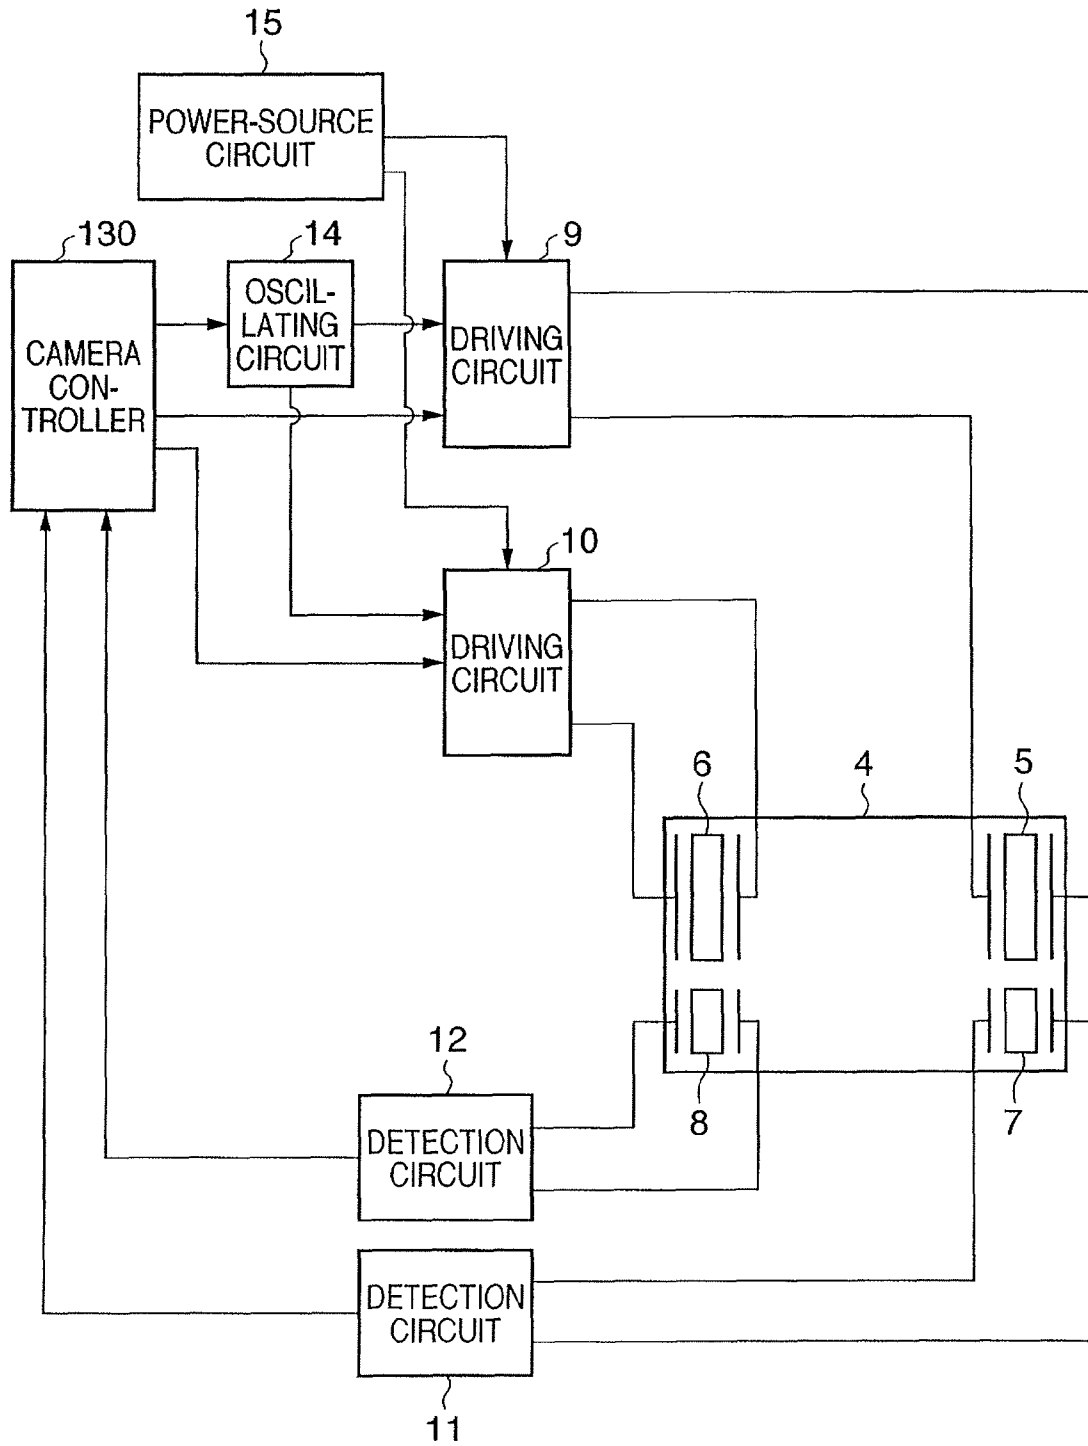 15
POWER-SOURCE
CIRCUIT
130
14
9
CAMERA
CON-
TROLLER
OSCIL-
LATING
CIRCUIT
DRIVING
CIRCUIT
10
DRIVING
CIRCUIT
6
4
5
12
8
7
DETECTION
CIRCUIT
DETECTION
CIRCUIT
11